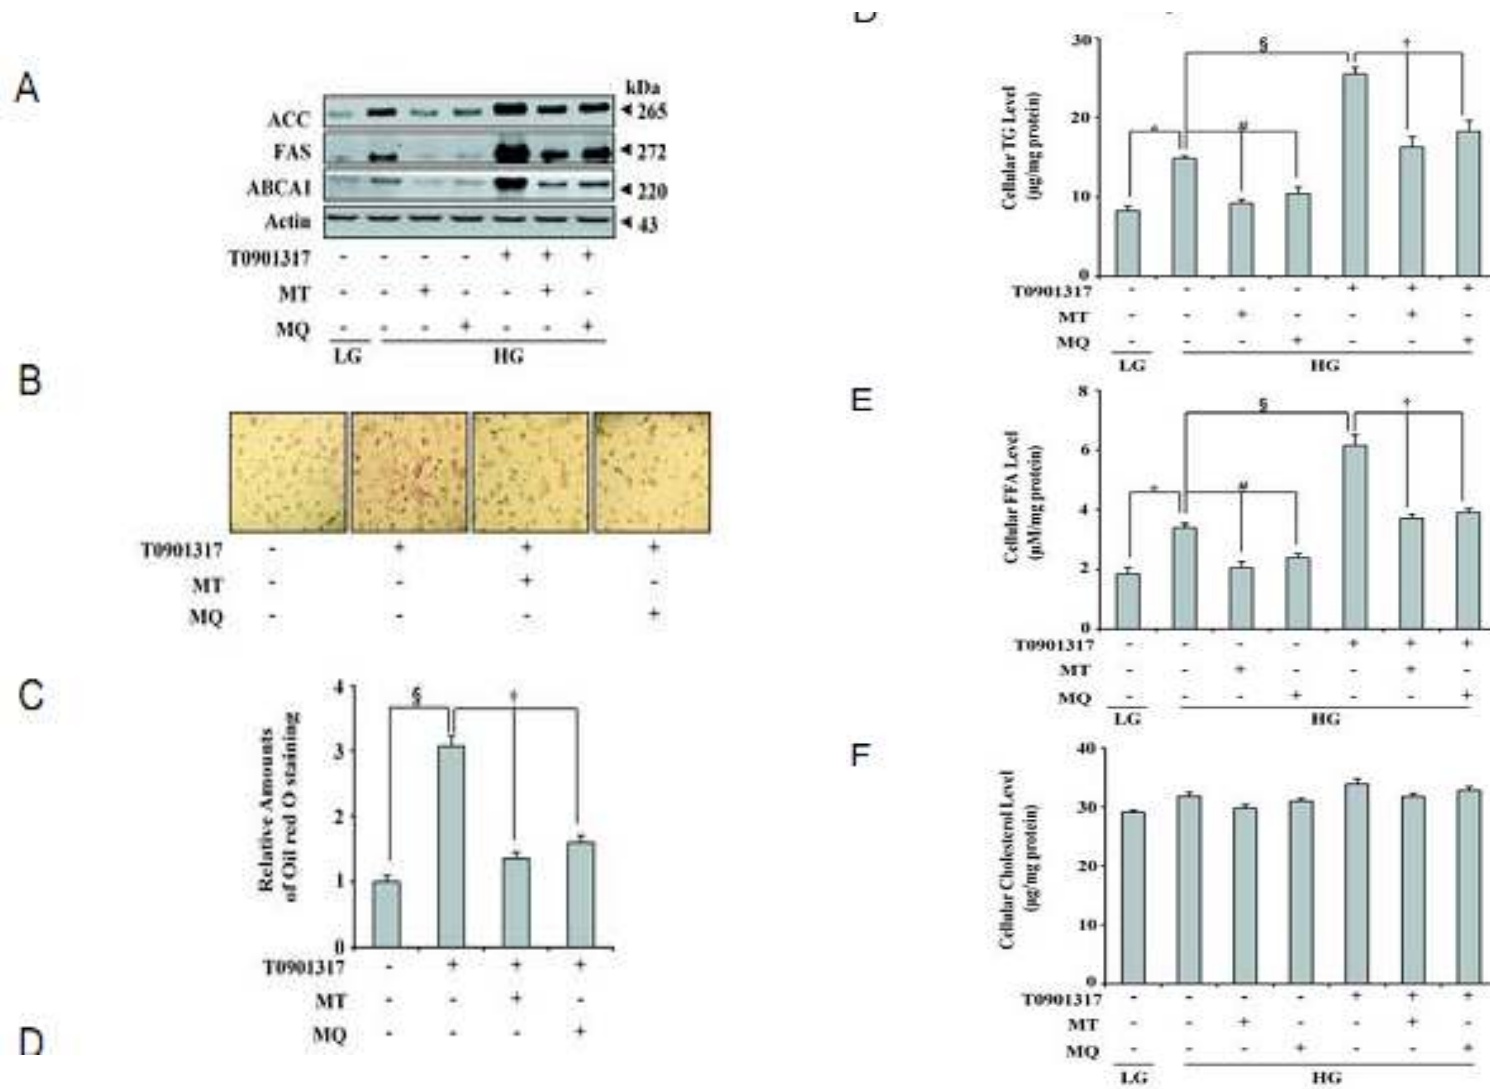 A
kDa
ACC ◄ 265
FAS ◄ 272
ABCA1 ◄ 220
Actin ◄ 43
T0901317 - - - - + + +
MT - - + - - + -
MQ - - - + - - +
LG HG
B
T0901317 - + + +
MT - - + -
MQ - - - +
C
4
3
2
1
0
Relative Amounts
of Oil red O staining
§ †
T0901317 - + + +
MT - - + -
MQ - - - +
D
30
20
10
0
Cellular TG Level
(µg/mg protein)
§ †
#
T0901317 - - - - + + +
MT - - + - - + -
MQ - - - + - - +
LG HG
E
8
6
4
2
0
Cellular FFA Level
(µM/mg protein)
§ †
* #
T0901317 - - - - + + +
MT - - + - - + -
MQ - - - + - - +
LG HG
F
40
30
20
10
0
Cellular Cholesterol Level
(µg/mg protein)
T0901317 - - - - + + +
MT - - + - - + -
MQ - - - + - - +
LG HG